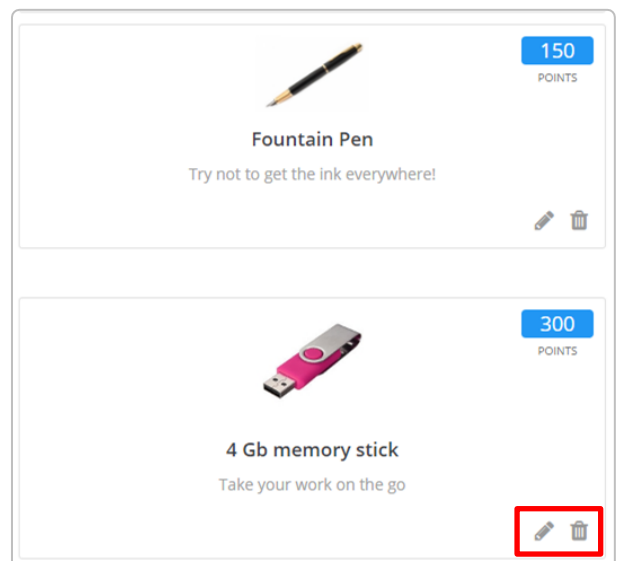 150
POINTS
Fountain Pen
Try not to get the ink everywhere!
300
POINTS
4 Gb memory stick
Take your work on the go